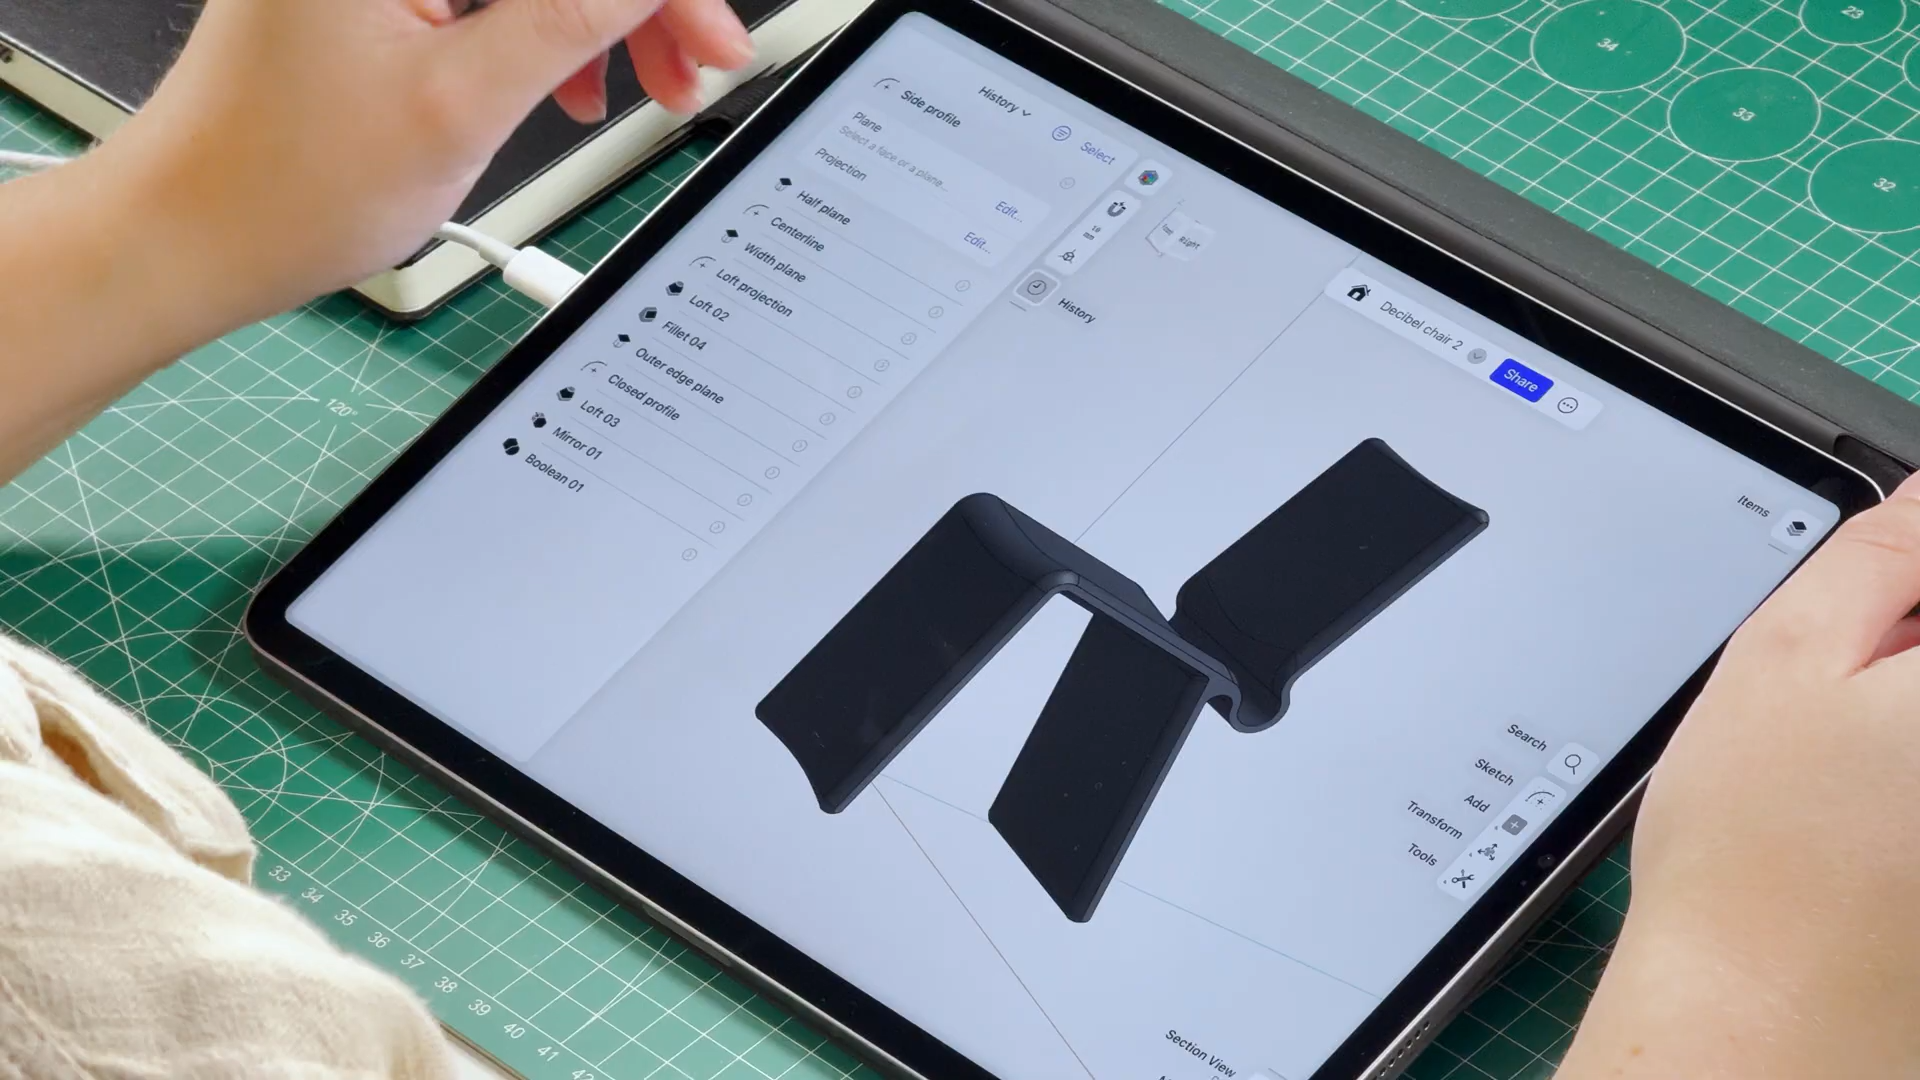 History
Select
Side profile
Plane
Select a face or a plane...
Edit...
Projection
Edit...
Half plane
Centerline
Width plane
Loft projection
Loft 02
Fillet 04
Outer edge plane
Closed profile
Loft 03
Mirror 01
Boolean 01
History
Right
Decibel chair 2
Share
Items
Search
Sketch
Add
Transform
Tools
Section View
120°
33
34
35
36
37
38
39
40
41
42
34
33
32
23